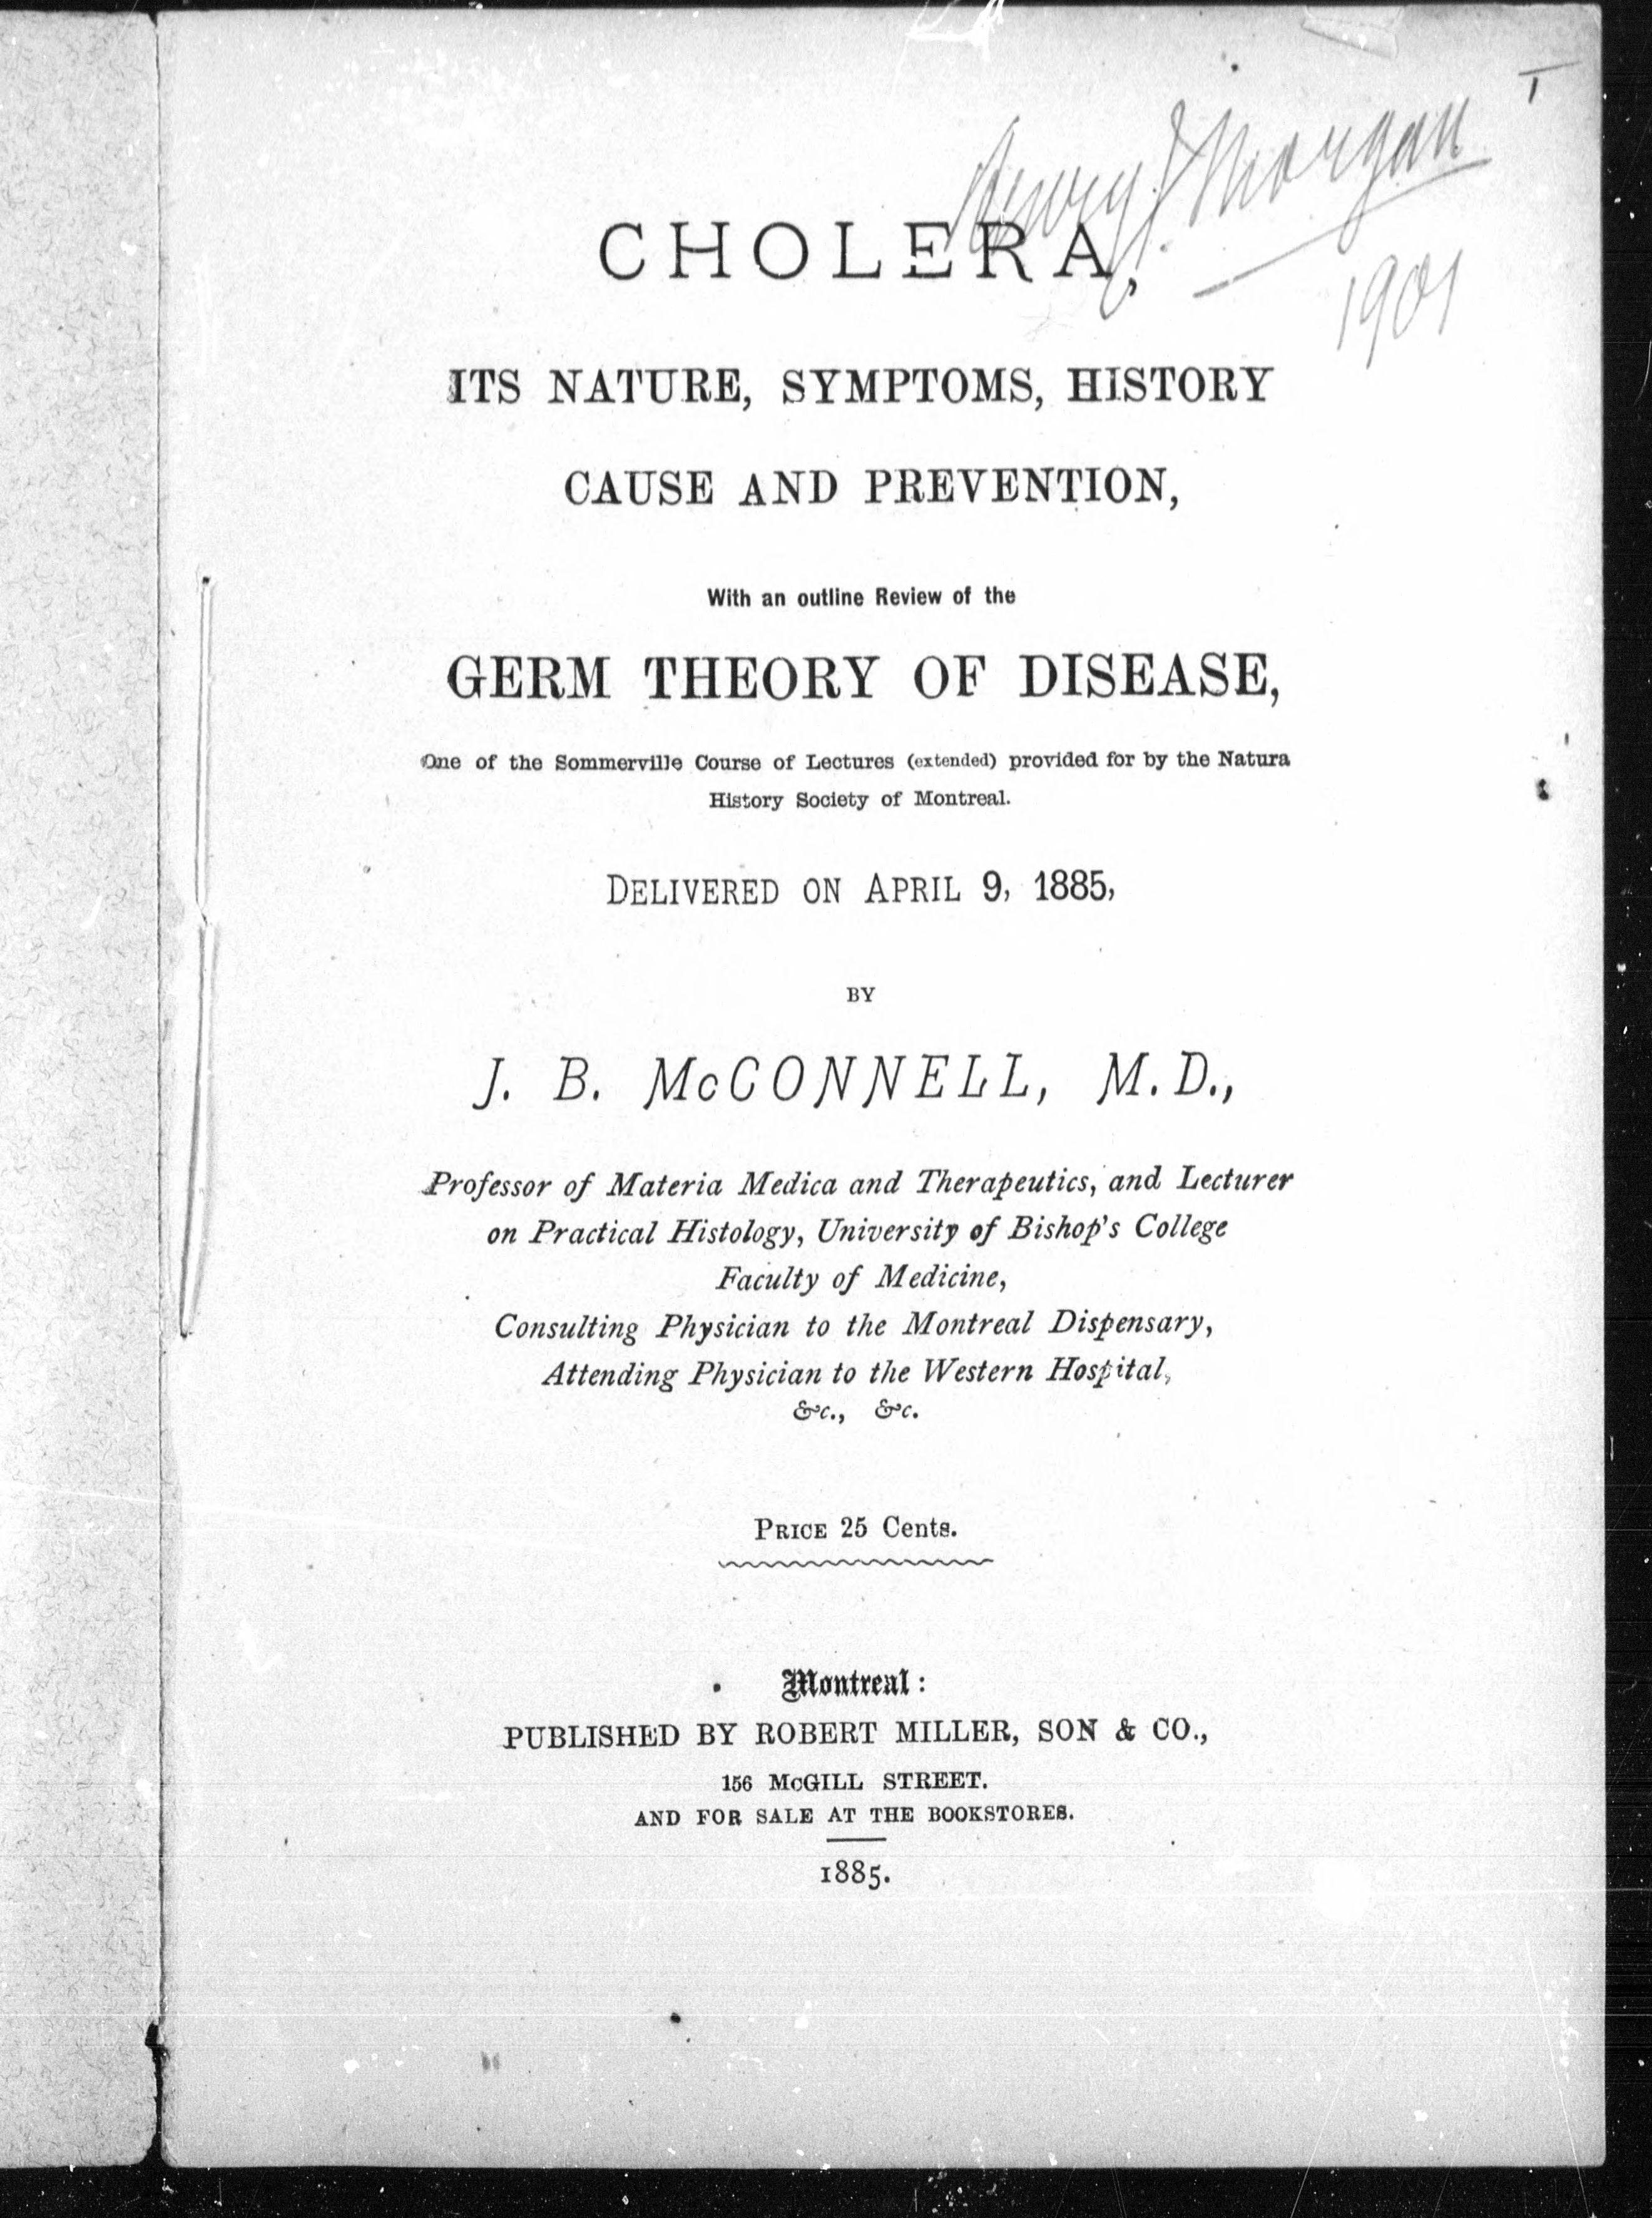 Henry J. Morgan
1901
CHOLERA,
ITS NATURE, SYMPTOMS, HISTORY
CAUSE AND PREVENTION,
With an outline Review of the
GERM THEORY OF DISEASE,
One of the Sommerville Course of Lectures (extended) provided for by the Natura
History Society of Montreal.
DELIVERED ON APRIL 9, 1885,
BY
J. B. McCONNELL, M.D.,
Professor of Materia Medica and Therapeutics, and Lecturer
on Practical Histology, University of Bishop's College
Faculty of Medicine,
Consulting Physician to the Montreal Dispensary,
Attending Physician to the Western Hospital,
&c., &c.
PRICE 25 Cents.
Montreal:
PUBLISHED BY ROBERT MILLER, SON & CO.,
156 McGILL STREET.
AND FOR SALE AT THE BOOKSTORES.
1885.